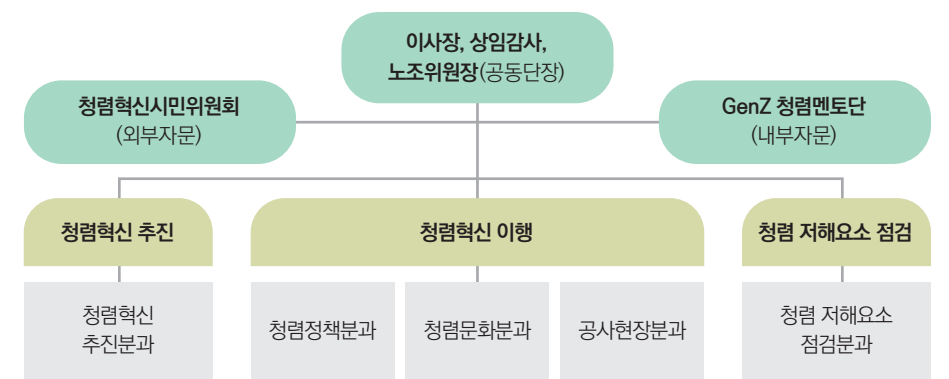 이사장, 상임감사,
노조위원장(공동단장)
청렴혁신시민위원회
(외부자문)
GenZ 청렴멘토단
(내부자문)
청렴혁신 추진
청렴혁신 이행
청렴 저해요소 점검
청렴혁신
추진분과
청렴정책분과
청렴문화분과
공사현장분과
청렴 저해요소
점검분과